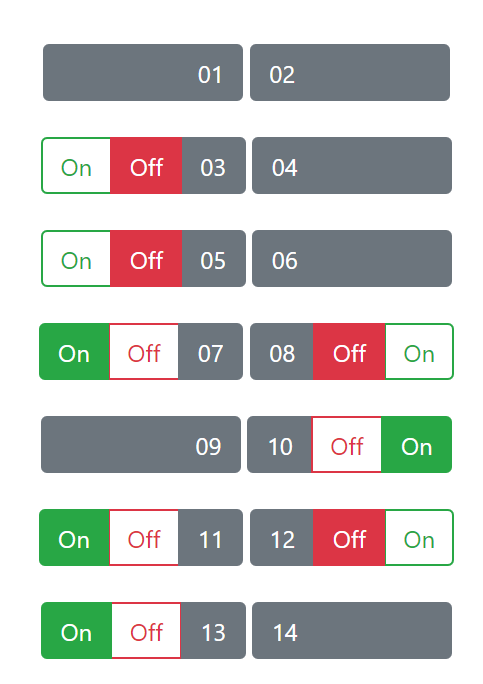 01 02
On Off 03 04
On Off 05 06
On Off 07 08 Off On
09 10 Off On
On Off 11 12 Off On
On Off 13 14